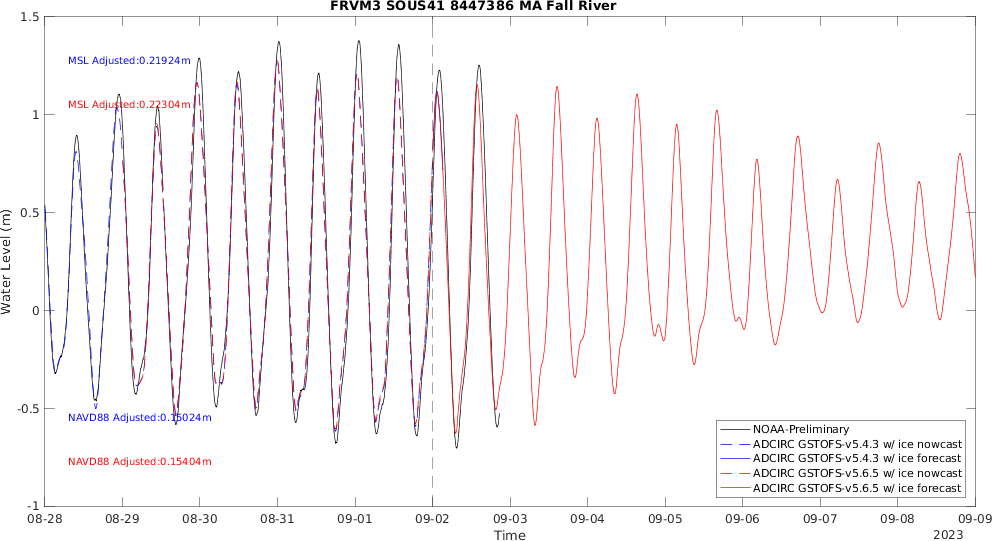 FRVM3 SOUS41 8447386 MA Fall River
1.5
1
0.5
0
-0.5
-1
Water Level (m)
MSL Adjusted:0.21924m
MSL Adjusted:0.22304m
NAVD88 Adjusted:0.15024m
NAVD88 Adjusted:0.15404m
NOAA-Preliminary
ADCIRC GSTOFS-v5.4.3 w/ ice nowcast
ADCIRC GSTOFS-v5.4.3 w/ ice forecast
ADCIRC GSTOFS-v5.6.5 w/ ice nowcast
ADCIRC GSTOFS-v5.6.5 w/ ice forecast
08-28 08-29 08-30 08-31 09-01 09-02 09-03 09-04 09-05 09-06 09-07 09-08 09-09
Time
2023